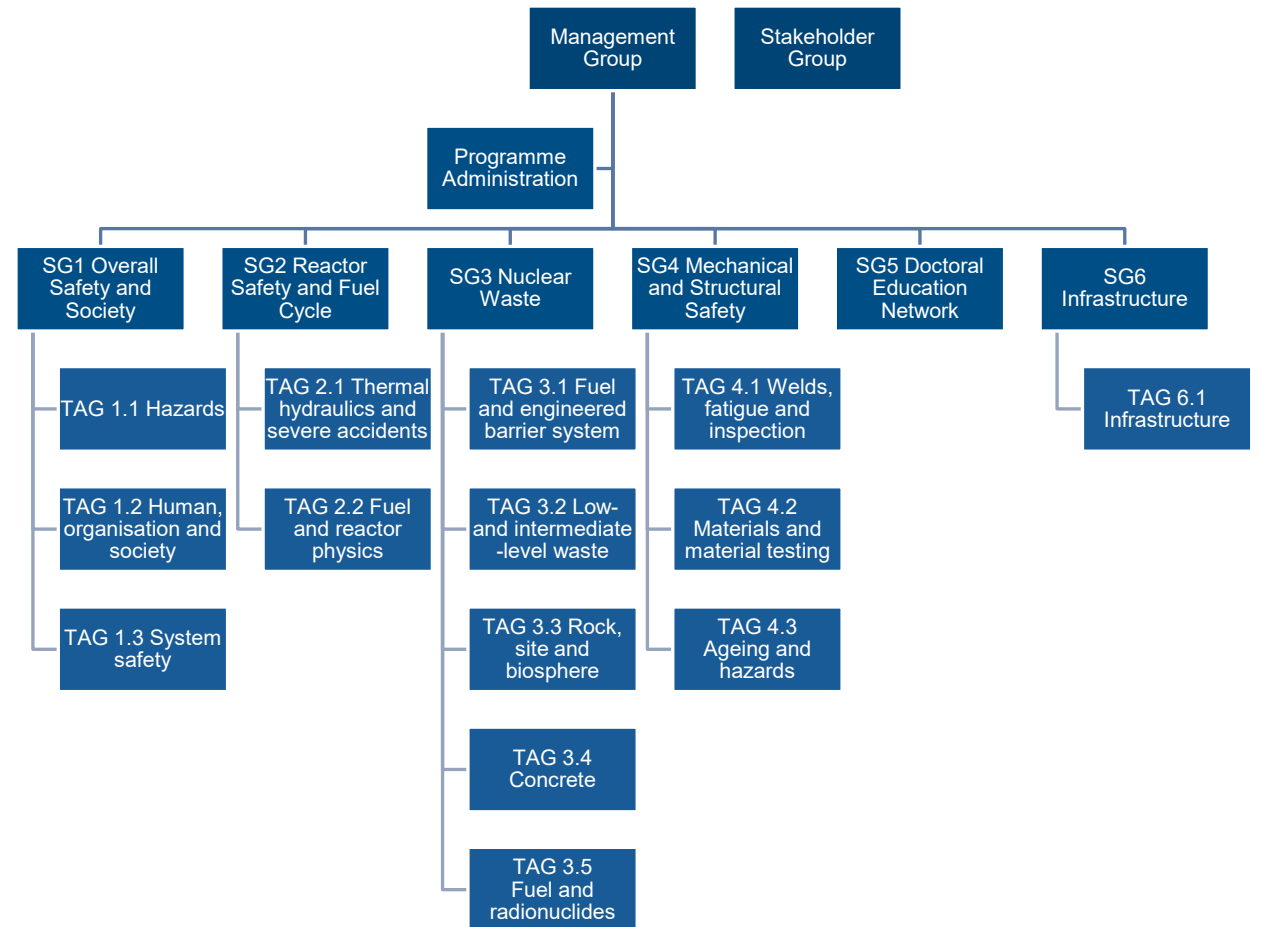 Management
Group
Stakeholder
Group
Programme
Administration
SG1 Overall
Safety and
Society
SG2 Reactor
Safety and Fuel
Cycle
SG3 Nuclear
Waste
SG4 Mechanical
and Structural
Safety
SG5 Doctoral
Education
Network
SG6
Infrastructure
TAG 1.1 Hazards
TAG 1.2 Human,
organisation and
society
TAG 1.3 System
safety
TAG 2.1 Thermal
hydraulics and
severe accidents
TAG 2.2 Fuel
and reactor
physics
TAG 3.1 Fuel
and engineered
barrier system
TAG 3.2 Low-
and intermediate
-level waste
TAG 3.3 Rock,
site and
biosphere
TAG 3.4
Concrete
TAG 3.5
Fuel and
radionuclides
TAG 4.1 Welds,
fatigue and
inspection
TAG 4.2
Materials and
material testing
TAG 4.3
Ageing and
hazards
TAG 6.1
Infrastructure